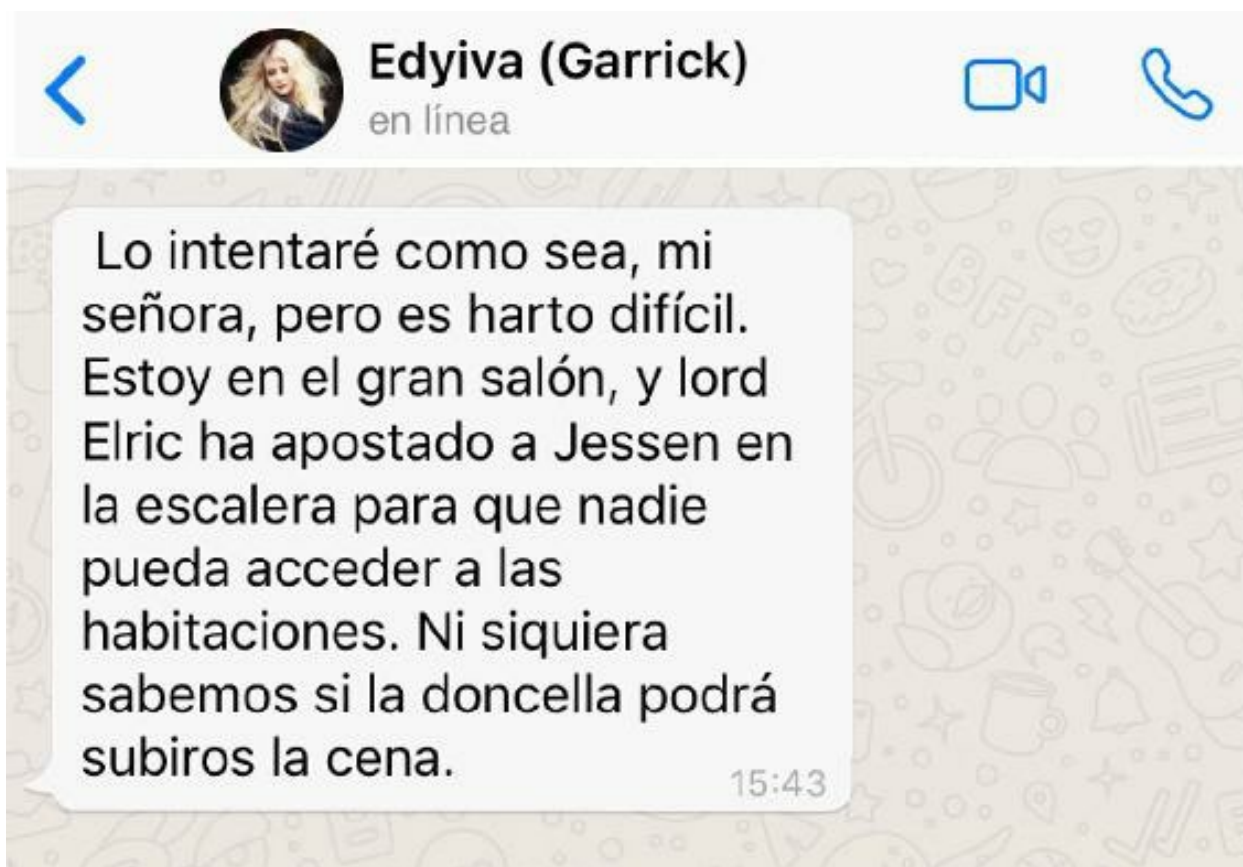 Edyiva (Garrick)
en línea
Lo intentaré como sea, mi
señora, pero es harto difícil.
Estoy en el gran salón, y lord
Elric ha apostado a Jessen en
la escalera para que nadie
pueda acceder a las
habitaciones. Ni siquiera
sabemos si la doncella podrá
subiros la cena.
15:43
BFF